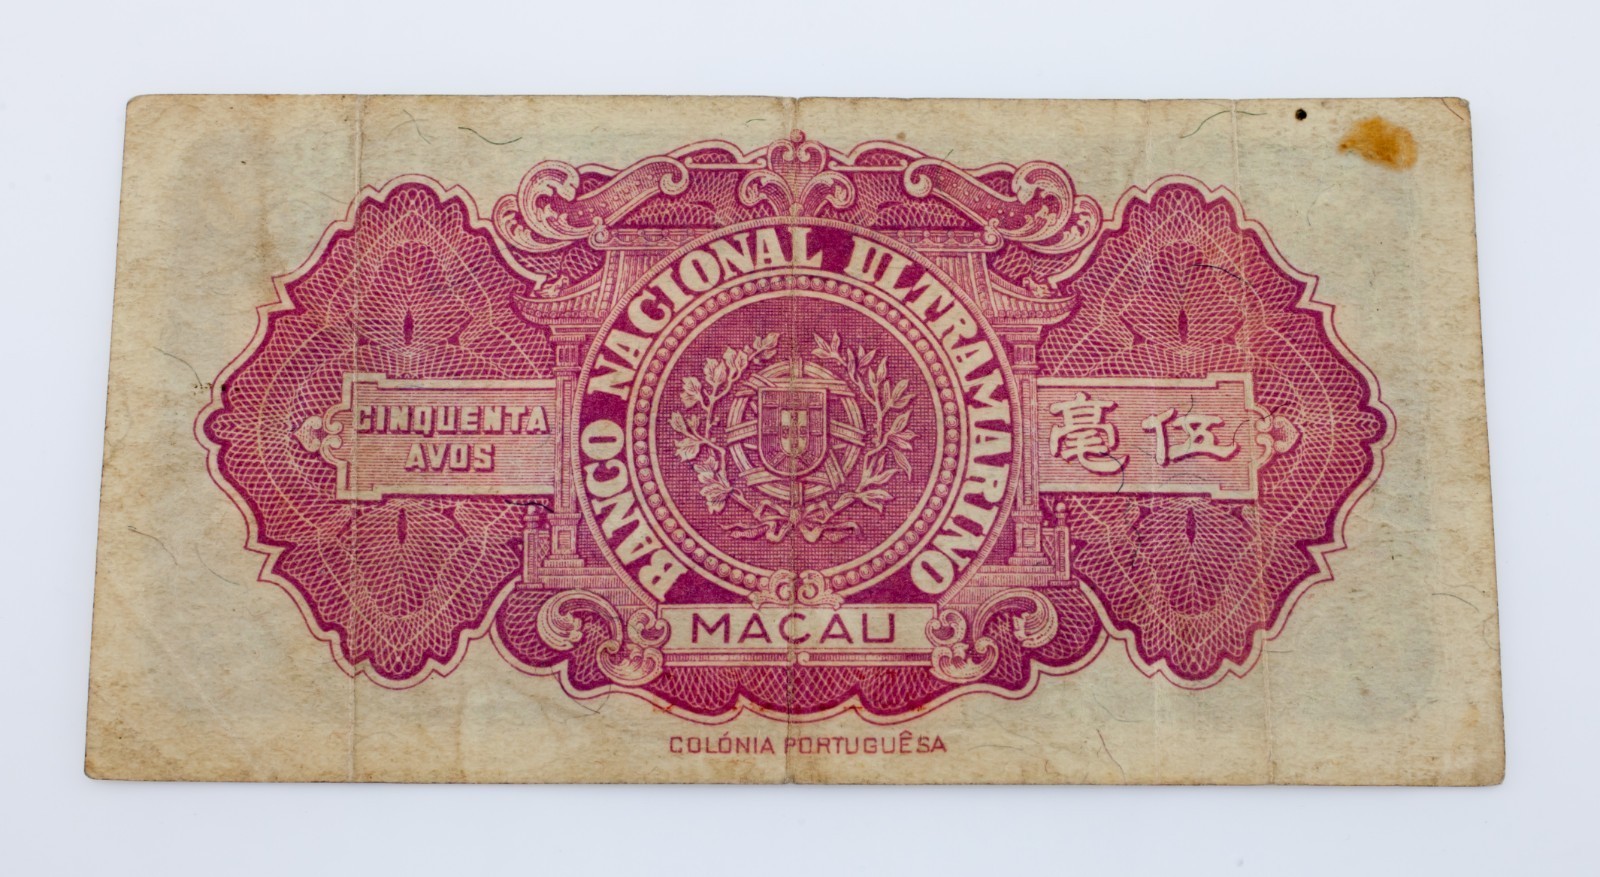 BANCO NACIONAL ULTRAMARINO
CINQUENTA
AVOS
毫伍
MACAU
COLÓNIA PORTUGUÊSA